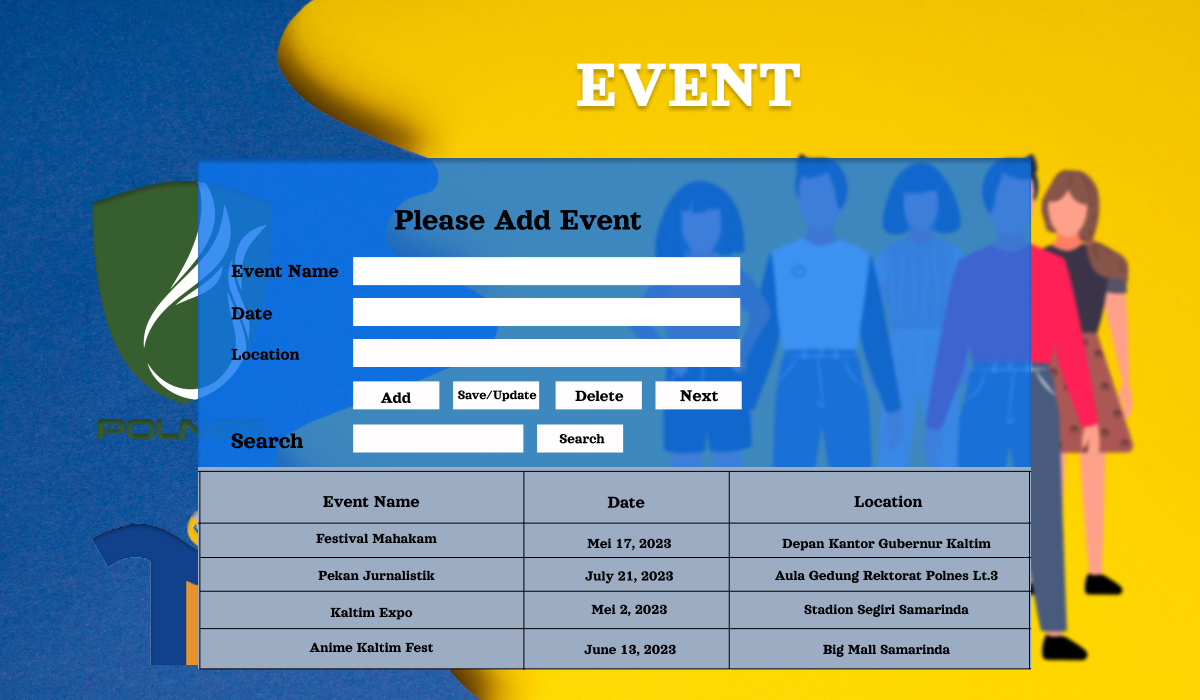 EVENT
Please Add Event
Event Name
Date
Location
Add Save/Update Delete Next
Search Search
Event Name Date Location
Festival Mahakam Mei 17, 2023 Depan Kantor Gubernur Kaltim
Pekan Jurnalistik July 21, 2023 Aula Gedung Rektorat Polnes Lt.3
Kaltim Expo Mei 2, 2023 Stadion Segiri Samarinda
Anime Kaltim Fest June 13, 2023 Big Mall Samarinda